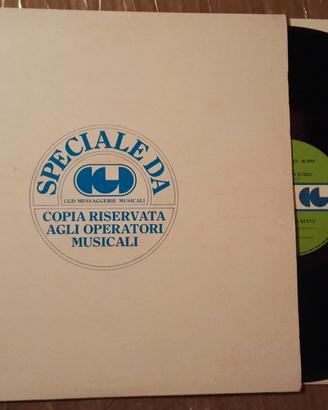 SPECIALE DA
CGD MESSAGGERIE MUSICALI
COPIA RISERVATA
AGLI OPERATORI
MUSICALI